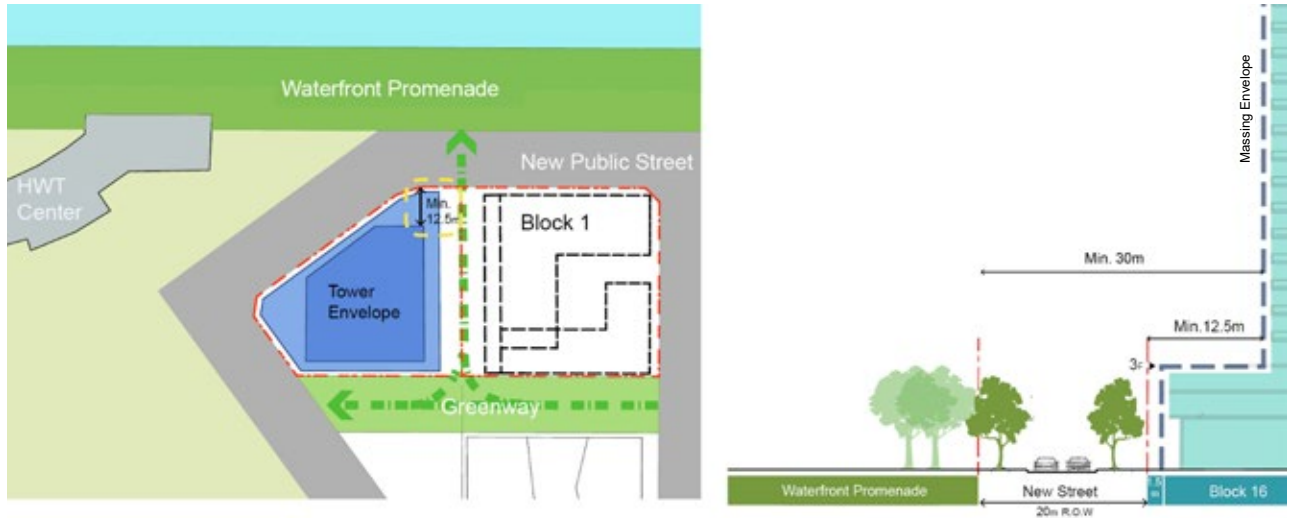 Waterfront Promenade
New Public Street
HWT
Center
Min.
12.5m
Block 1
Tower
Envelope
Greenway
Massing Envelope
Min. 30m
Min.12.5m
3F
Waterfront Promenade
New Street
Block 16
20m R.O.W